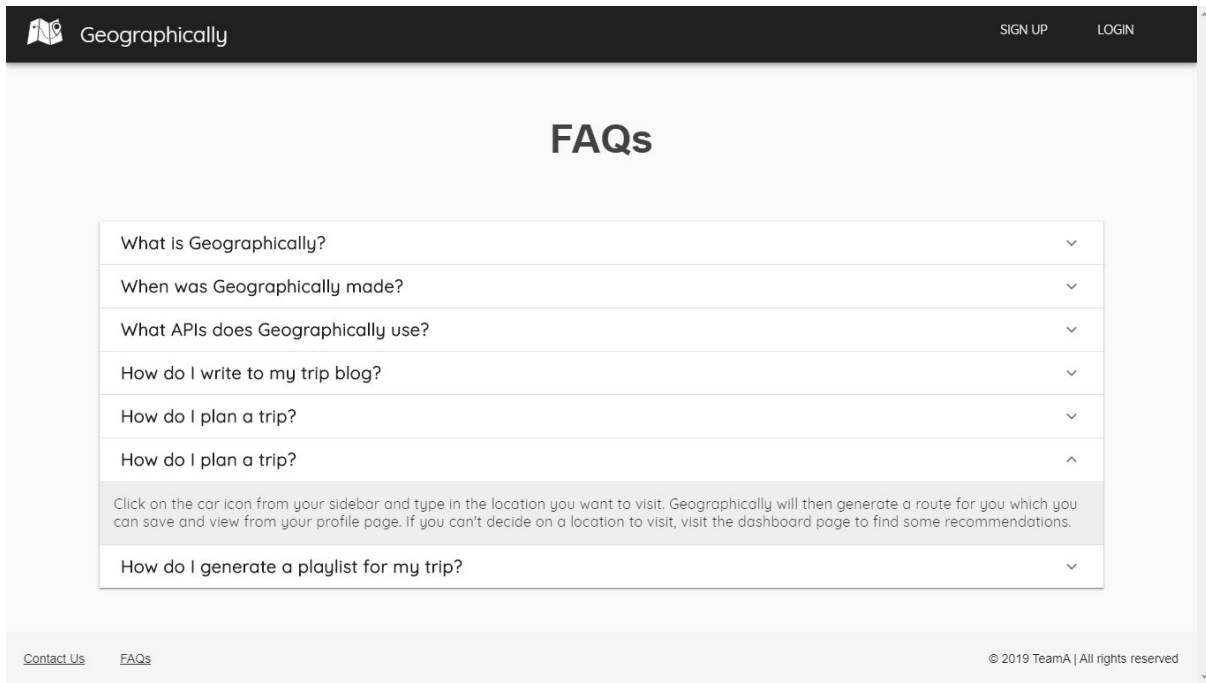 Geographically
SIGN UP
LOGIN
FAQs
What is Geographically?
When was Geographically made?
What APIs does Geographically use?
How do I write to my trip blog?
How do I plan a trip?
How do I plan a trip?
Click on the car icon from your sidebar and type in the location you want to visit. Geographically will then generate a route for you which you
can save and view from your profile page. If you can't decide on a location to visit, visit the dashboard page to find some recommendations.
How do I generate a playlist for my trip?
Contact Us
FAQs
© 2019 TeamA | All rights reserved